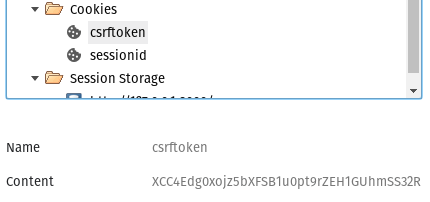 Cookies
csrftoken
sessionid
Session Storage
Name csrftoken
Content XCC4Edg0xojz5bXFSB1u0pt9rZEH1GUhmSS32R